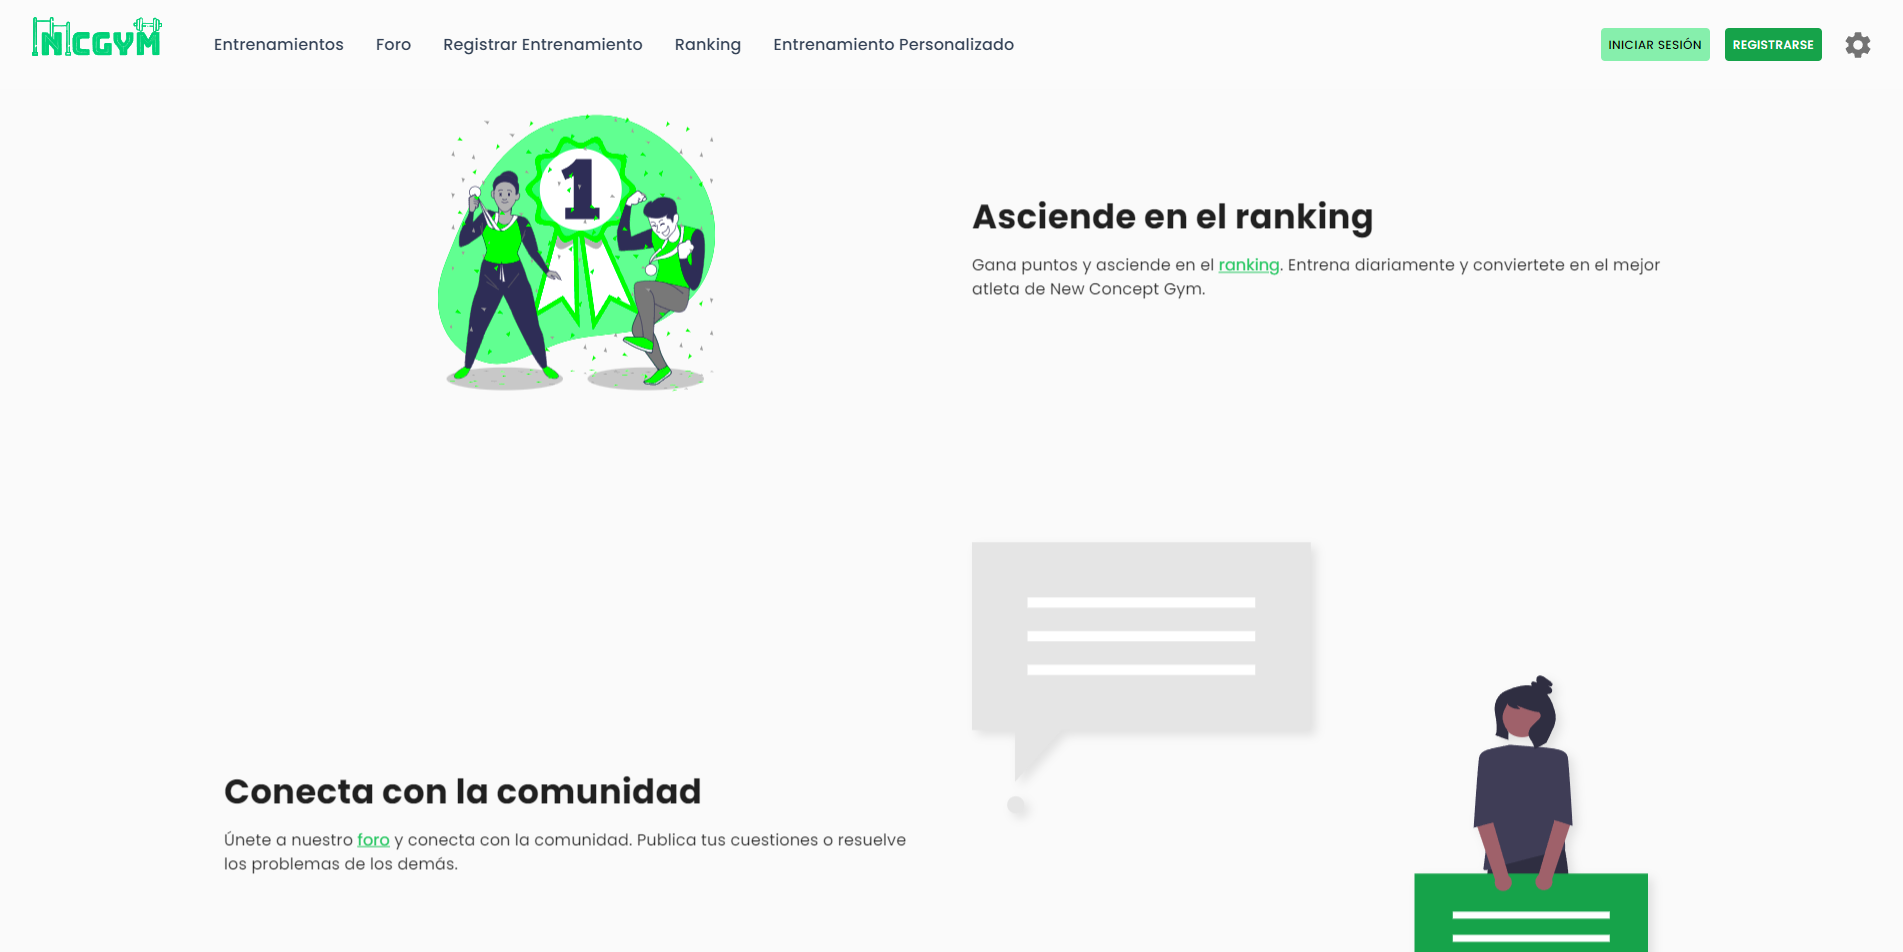 NCGYM
Entrenamientos
Foro
Registrar Entrenamiento
Ranking
Entrenamiento Personalizado
INICIAR SESIÓN
REGISTRARSE
1
Asciende en el ranking
Gana puntos y asciende en el ranking. Entrena diariamente y conviertete en el mejor
atleta de New Concept Gym.
Conecta con la comunidad
Únete a nuestro foro y conecta con la comunidad. Publica tus cuestiones o resuelve
los problemas de los demás.